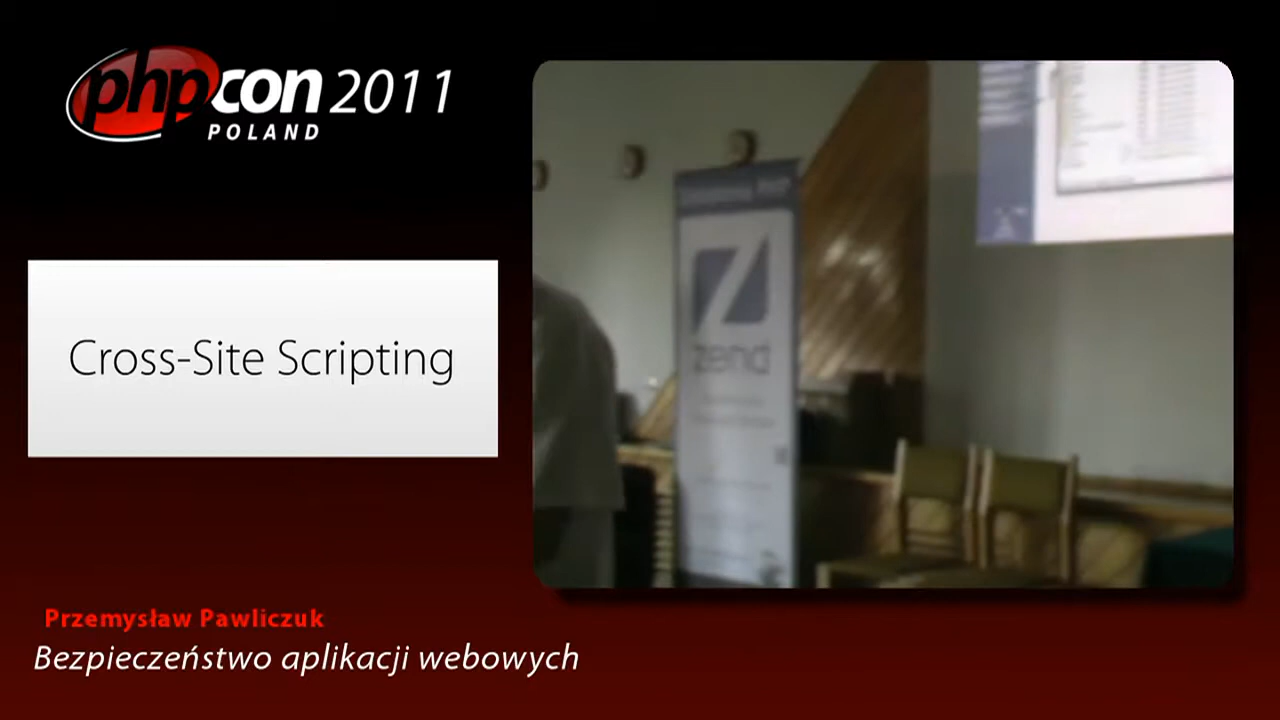 phpcon 2011
POLAND
Cross-Site Scripting
zend
Przemysław Pawliczuk
Bezpieczeństwo aplikacji webowych